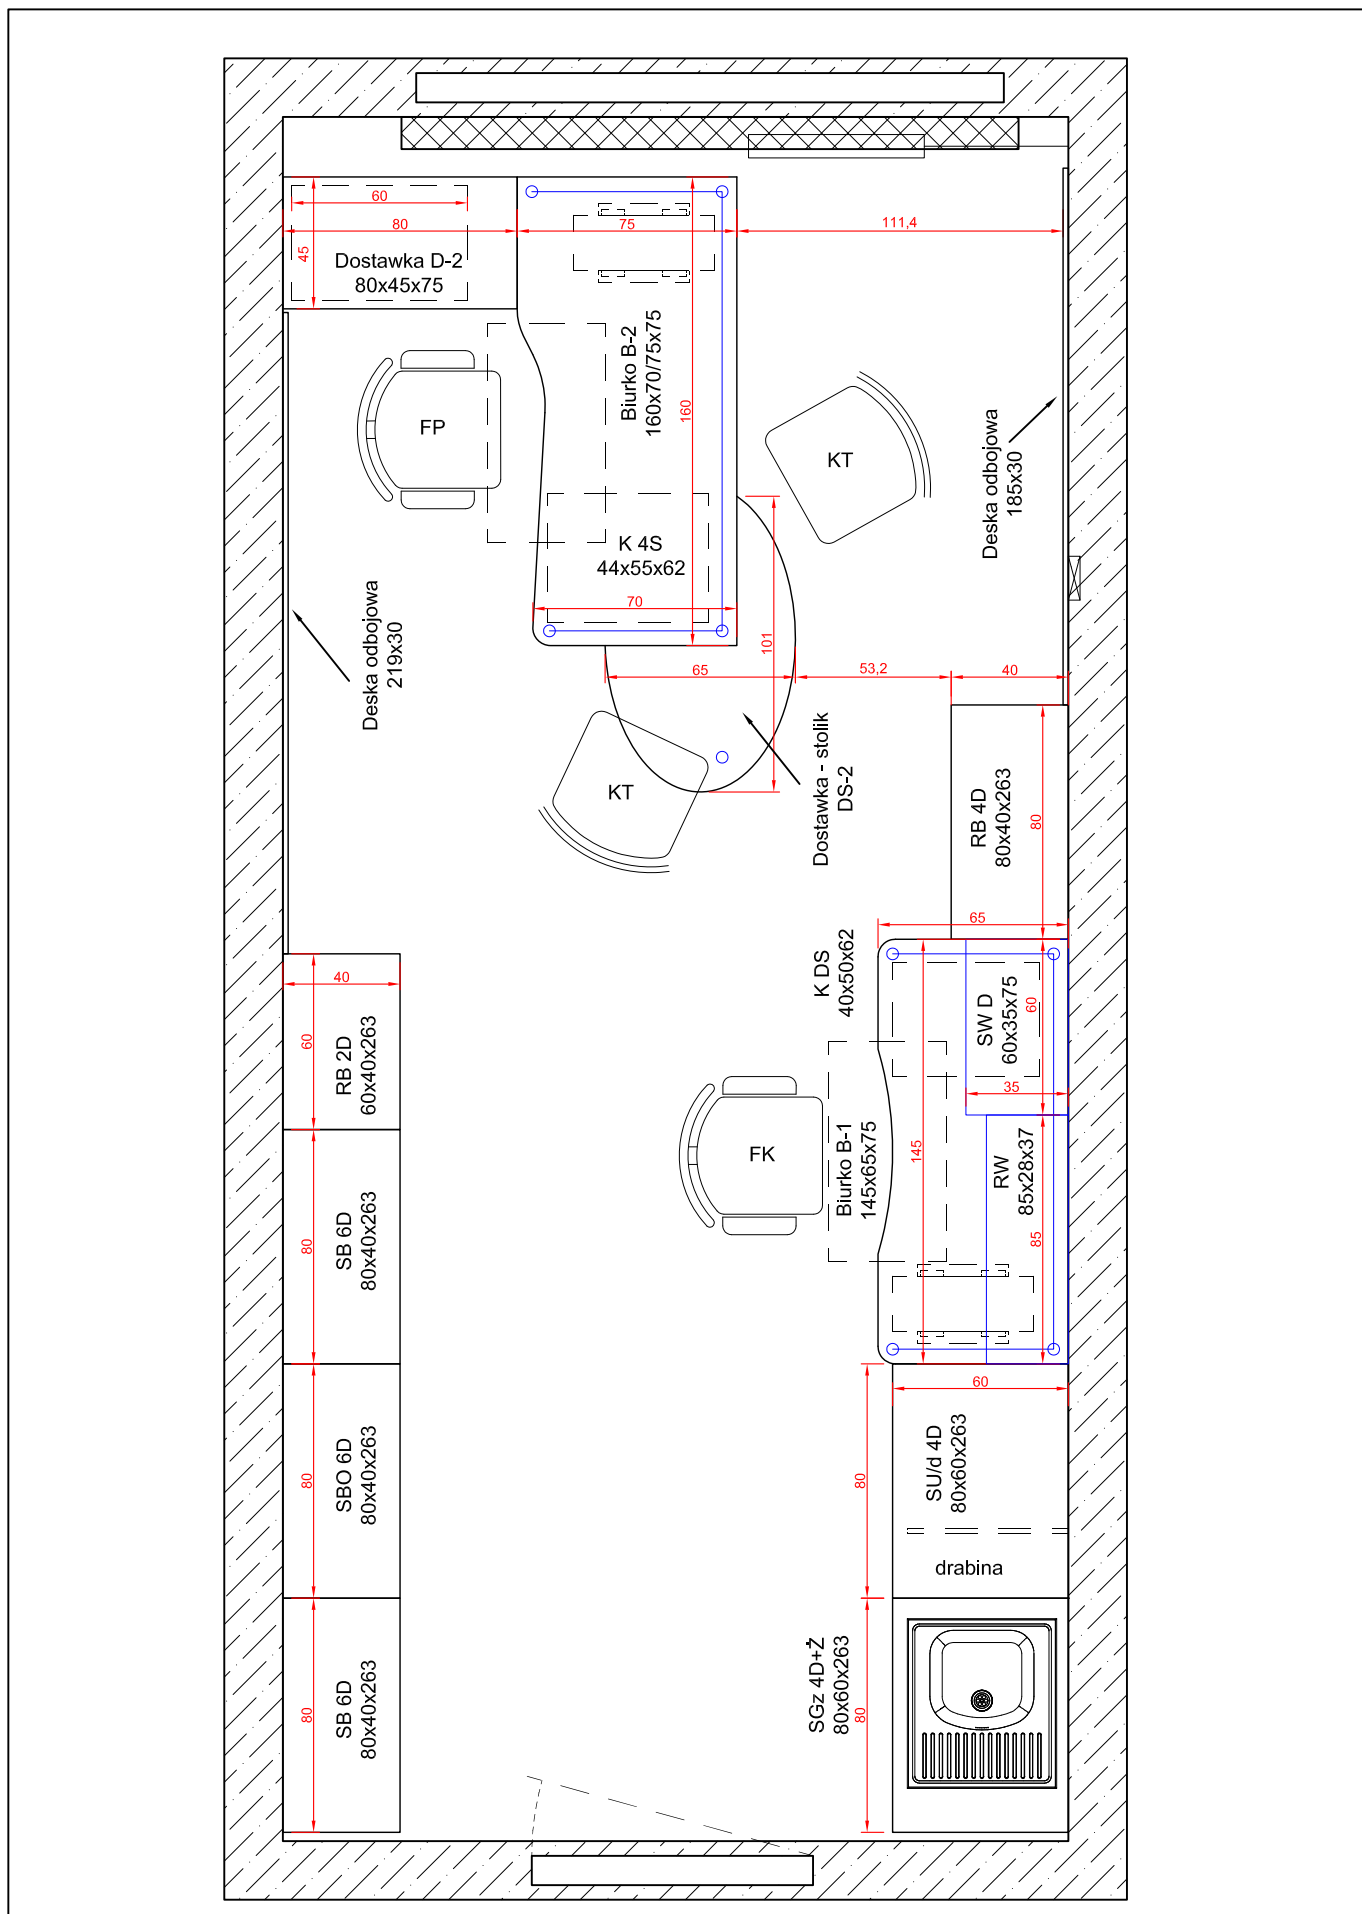 60
80
75
111,4
45
Dostawka D-2
80x45x75
Biurko B-2
160x70/75x75
160
FP
KT
Deska odbojowa
185x30
K 4S
44x55x62
70
101
Deska odbojowa
219x30
65
53,2
40
Dostawka - stolik
DS-2
KT
RB 4D
80x40x263
80
65
K DS
40x50x62
SW D
60x35x75
60
35
40
60
RB 2D
60x40x263
FK
Biurko B-1
145x65x75
145
RW
85x28x37
85
80
SB 6D
80x40x263
60
80
SBO 6D
80x40x263
80
SU/d 4D
80x60x263
drabina
80
SB 6D
80x40x263
SGz 4D+Ż
80x60x263
80